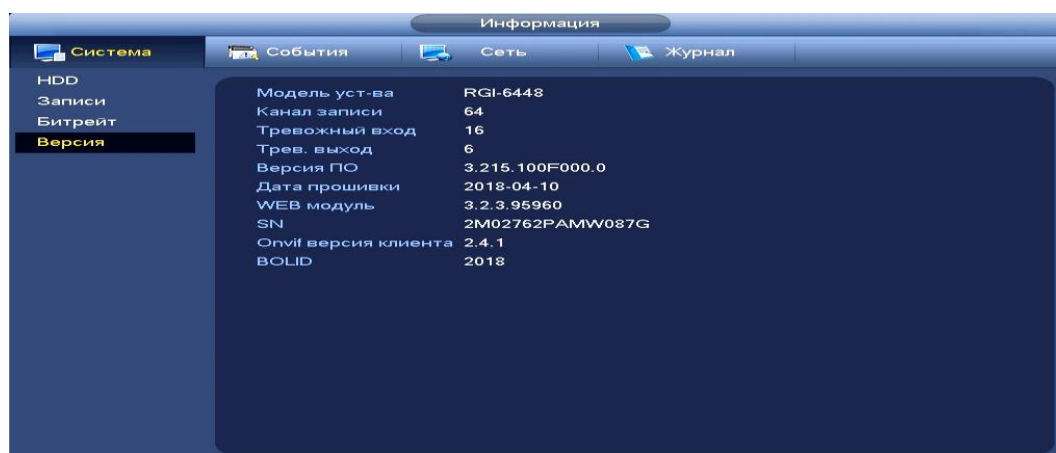 Информация
Система События Сеть Журнал
HDD
Записи
Битрейт
Версия
Модель уст-ва RGI-6448
Канал записи 64
Тревожный вход 16
Трев. выход 6
Версия ПО 3.215.100F000.0
Дата прошивки 2018-04-10
WEB модуль 3.2.3.95960
SN 2M02762PAMW087G
Onvif версия клиента 2.4.1
BOLID 2018